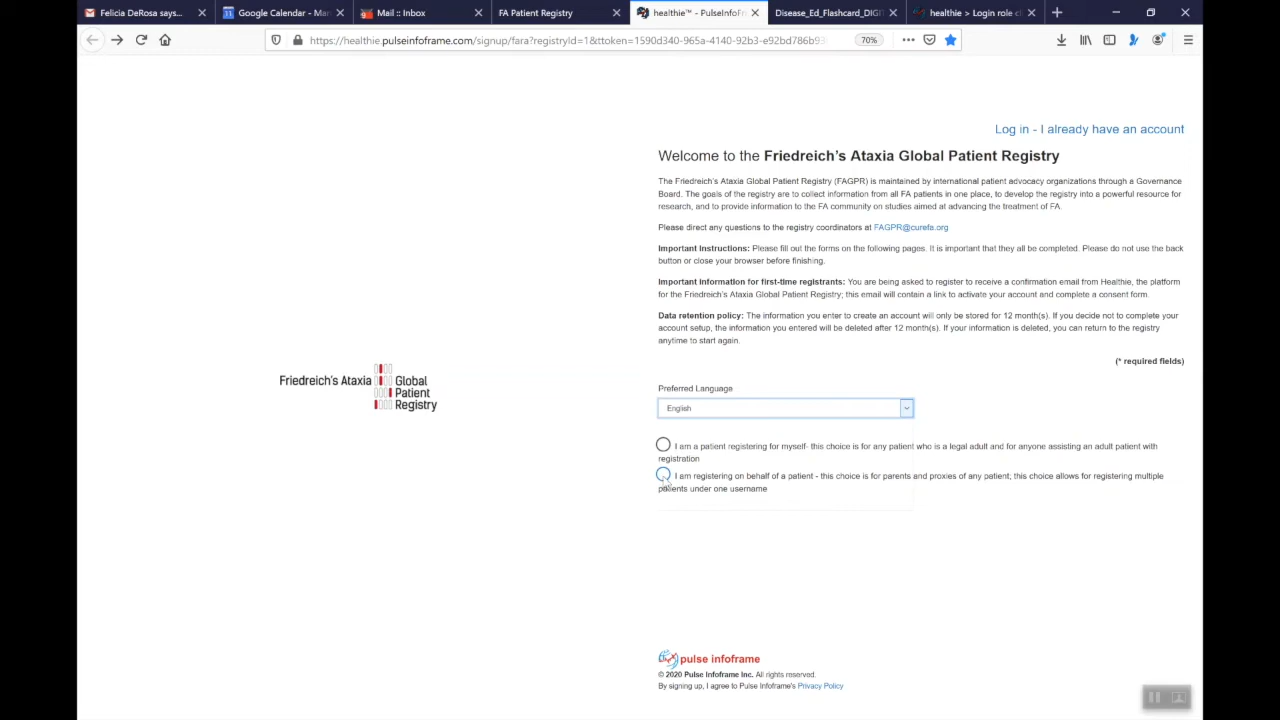 Felicia DeRosa says...
Google Calendar - Mar
Mail :: Inbox
FA Patient Registry
healthie™ - PulseInfoFr
Disease_Ed_Flashcard_DIGI
healthie > Login role cl
https://healthie.pulseinfoframe.com/signup/fara?registryId=1&ttoken=1590d340-965a-4140-92b3-e92bd786b93
70%
Log in - I already have an account
Welcome to the Friedreich's Ataxia Global Patient Registry
The Friedreich's Ataxia Global Patient Registry (FAGPR) is maintained by international patient advocacy organizations through a Governance
Board. The goals of the registry are to collect information from all FA patients in one place, to develop the registry into a powerful resource for
research, and to provide information to the FA community on studies aimed at advancing the treatment of FA.
Please direct any questions to the registry coordinators at FAGPR@curefa.org
Important Instructions: Please fill out the forms on the following pages. It is important that they all be completed. Please do not use the back
button or close your browser before finishing.
Important information for first-time registrants: You are being asked to register to receive a confirmation email from Healthie, the platform
for the Friedreich's Ataxia Global Patient Registry; this email will contain a link to activate your account and complete a consent form.
Data retention policy: The information you enter to create an account will only be stored for 12 month(s). If you decide not to complete your
account setup, the information you entered will be deleted after 12 month(s). If your information is deleted, you can return to the registry
anytime to start again.
(* required fields)
Friedreich's Ataxia Global
Patient
Registry
Preferred Language
English
I am a patient registering for myself- this choice is for any patient who is a legal adult and for anyone assisting an adult patient with
registration
I am registering on behalf of a patient - this choice is for parents and proxies of any patient; this choice allows for registering multiple
patients under one username
pulse infoframe
© 2020 Pulse Infoframe Inc. All rights reserved.
By signing up, I agree to Pulse Infoframe's Privacy Policy